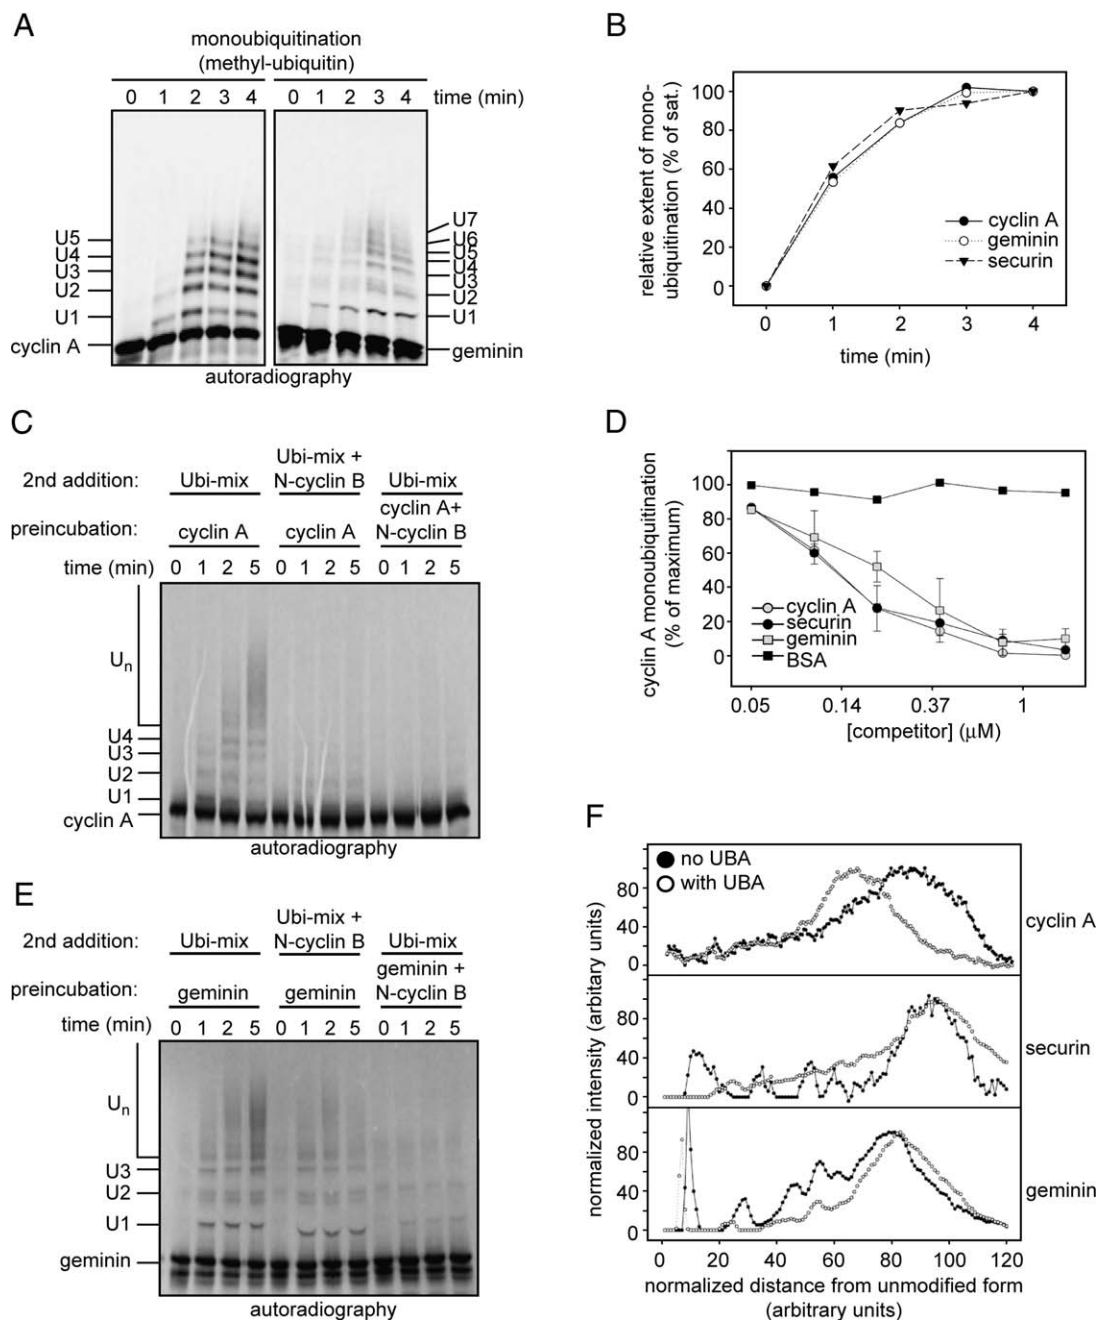 A
monoubiquitination
(methyl-ubiquitin)
0 1 2 3 4 0 1 2 3 4 time (min)
U5
U4
U3
U2
U1
cyclin A
U7
U6
U5
U4
U3
U2
U1
geminin
autoradiography
B
relative extent of mono-
ubiquitination (% of sat.)
100
80
60
40
20
0
cyclin A
geminin
securin
0 1 2 3 4
time (min)
C
2nd addition: Ubi-mix Ubi-mix + N-cyclin B Ubi-mix
preincubation: cyclin A cyclin A cyclin A+ N-cyclin B
time (min) 0 1 2 5 0 1 2 5 0 1 2 5
Un
U4
U3
U2
U1
cyclin A
autoradiography
D
cyclin A monoubiquitination
(% of maximum)
100
80
60
40
20
0
cyclin A
securin
geminin
BSA
0.05 0.14 0.37 1
[competitor] (μM)
E
2nd addition: Ubi-mix Ubi-mix + N-cyclin B Ubi-mix
preincubation: geminin geminin geminin + N-cyclin B
time (min) 0 1 2 5 0 1 2 5 0 1 2 5
Un
U3
U2
U1
geminin
autoradiography
F
no UBA
with UBA
normalized intensity (arbitary units)
80
40
0
cyclin A
80
40
0
securin
80
40
0
geminin
0 20 40 60 80 100 120
normalized distance from unmodified form
(arbitrary units)